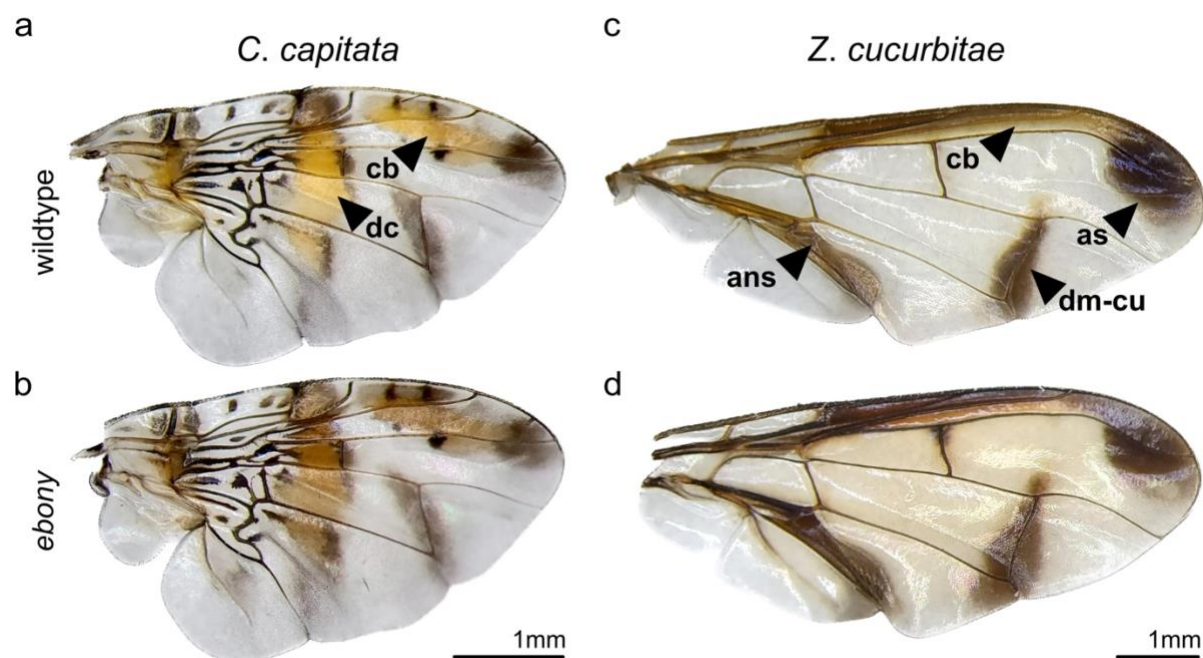 a
C. capitata
c
Z. cucurbitae
wildtype
cb
dc
cb
as
ans
dm-cu
b
d
ebony
1mm
1mm